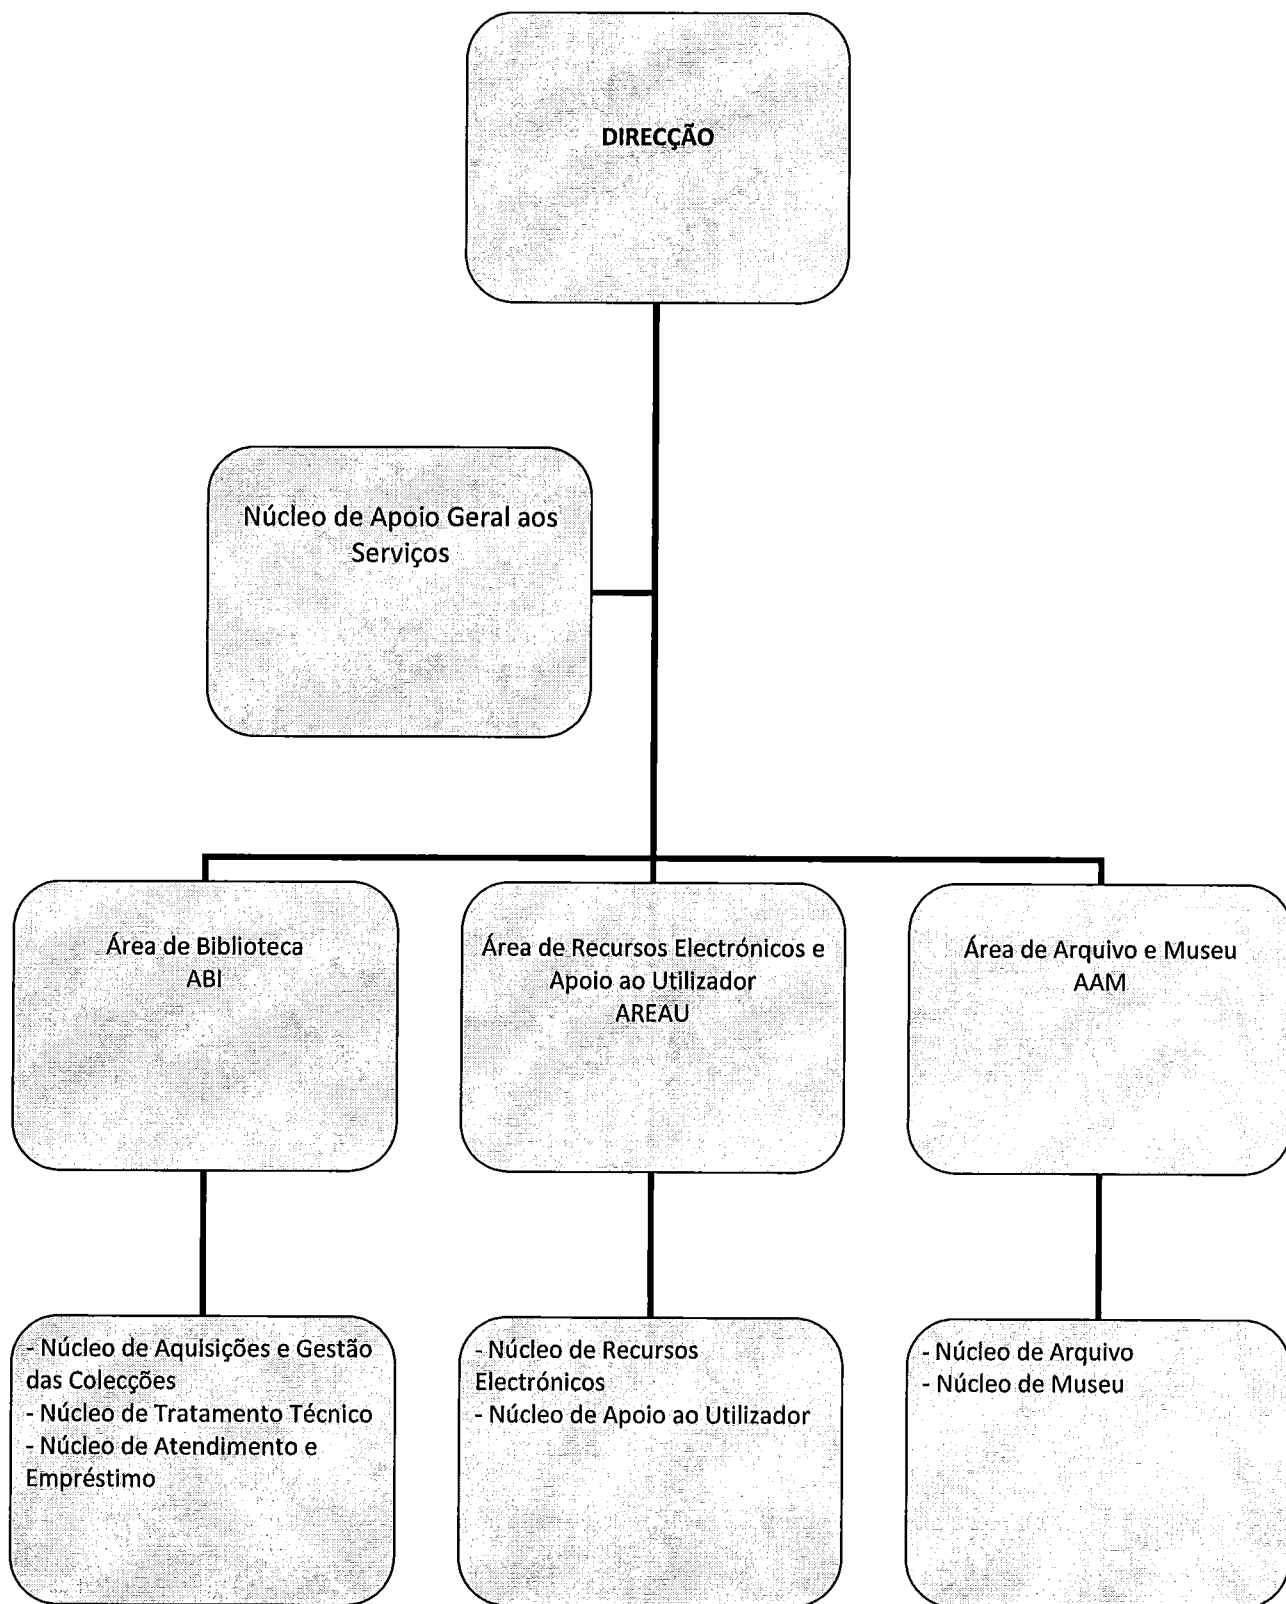 DIRECÇÃO
Núcleo de Apoio Geral aos
Serviços
Área de Biblioteca
ABI
Área de Recursos Electrónicos e
Apoio ao Utilizador
AREAU
Área de Arquivo e Museu
AAM
- Núcleo de Aquisições e Gestão
das Colecções
- Núcleo de Tratamento Técnico
- Núcleo de Atendimento e
Empréstimo
- Núcleo de Recursos
Electrónicos
- Núcleo de Apoio ao Utilizador
- Núcleo de Arquivo
- Núcleo de Museu